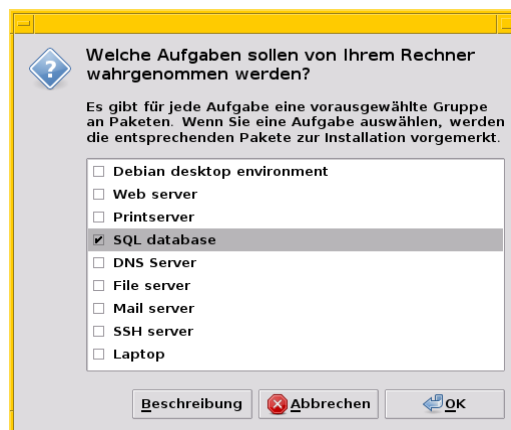 Welche Aufgaben sollen von Ihrem Rechner
wahrgenommen werden?
Es gibt für jede Aufgabe eine vorausgewählte Gruppe
an Paketen. Wenn Sie eine Aufgabe auswählen, werden
die entsprechenden Pakete zur Installation vorgemerkt.
Debian desktop environment
Web server
Printserver
SQL database
DNS Server
File server
Mail server
SSH server
Laptop
Beschreibung
Abbrechen
OK